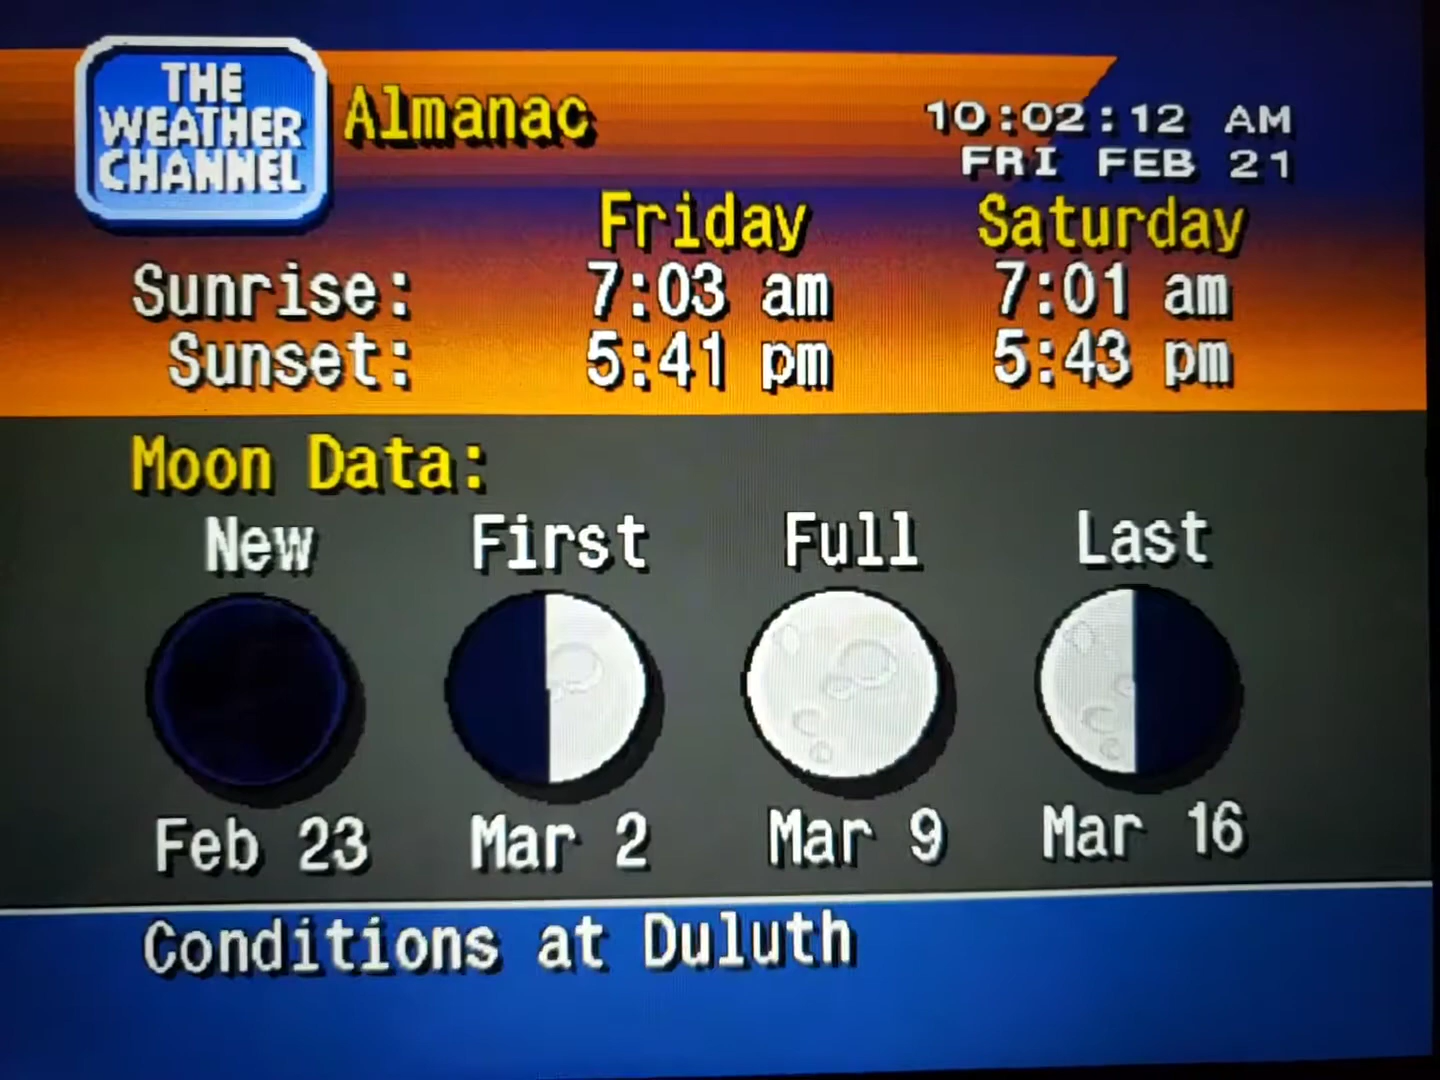 THE
WEATHER
CHANNEL
Almanac
10:02:12 AM
FRI FEB 21
Friday Saturday
Sunrise: 7:03 am 7:01 am
Sunset: 5:41 pm 5:43 pm
Moon Data:
New First Full Last
Feb 23 Mar 2 Mar 9 Mar 16
Conditions at Duluth